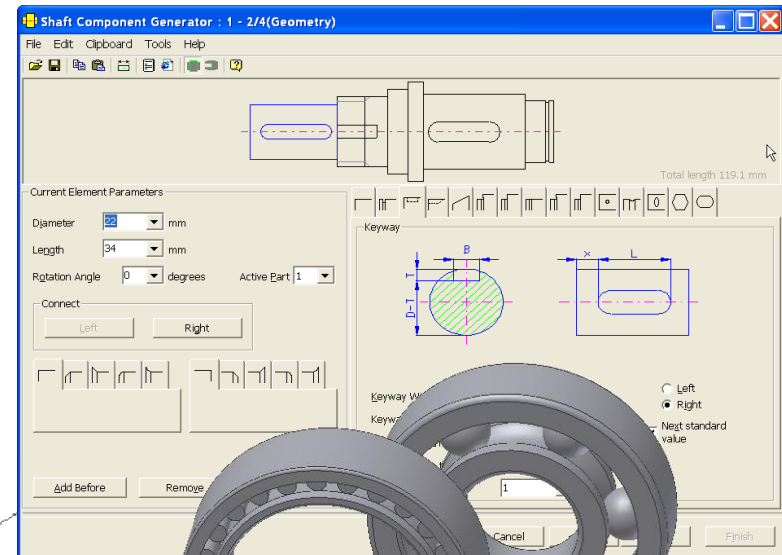 Shaft Component Generator : 1 - 2/4(Geometry)
File Edit Clipboard Tools Help
Total length 119.1 mm
Current Element Parameters
Diameter 22 mm
Length 34 mm
Rotation Angle 0 degrees Active Part 1
Connect
Left Right
Keyway
B
T
D-T
x L
Keyway
Left
Right
Next standard
value
1
Add Before Remove
Cancel Finish